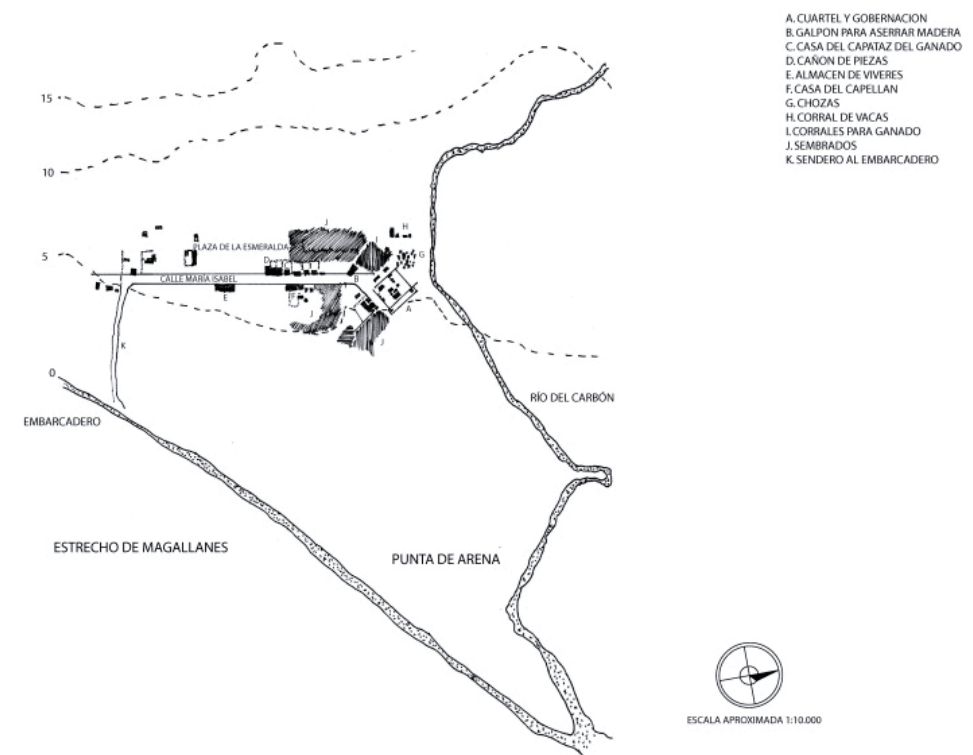 A. CUARTEL Y GOBERNACION
B. GALPON PARA ASERRAR MADERA
C. CASA DEL CAPATAZ DEL GANADO
D. CAÑON DE PIEZAS
E. ALMACEN DE VIVERES
F. CASA DEL CAPELLAN
G. CHOZAS
H. CORRAL DE VACAS
I. CORRALES PARA GANADO
J. SEMBRADOS
K. SENDERO AL EMBARCADERO
15
10
5
0
J
H
PLAZA DE LA ESMERALDA
G
D
CALLE MARÍA ISABEL
B
E
F
A
J
J
K
RÍO DEL CARBÓN
EMBARCADERO
ESTRECHO DE MAGALLANES
PUNTA DE ARENA
ESCALA APROXIMADA 1:10.000